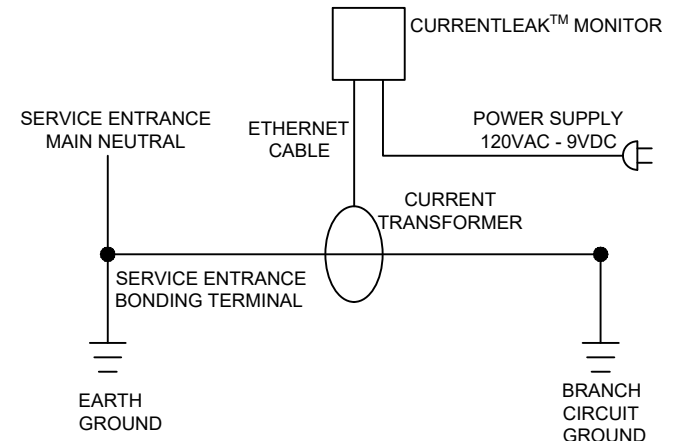 CURRENTLEAK™ MONITOR
SERVICE ENTRANCE
MAIN NEUTRAL
ETHERNET
CABLE
POWER SUPPLY
120VAC - 9VDC
CURRENT
TRANSFORMER
SERVICE ENTRANCE
BONDING TERMINAL
EARTH
GROUND
BRANCH
CIRCUIT
GROUND